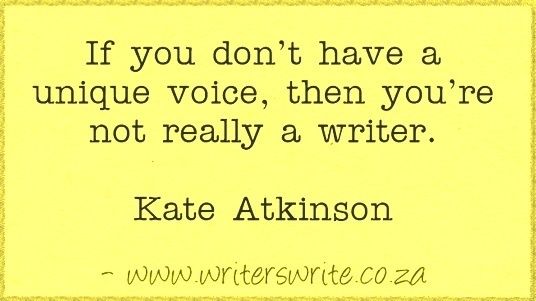 If you don’t have a
unique voice, then you’re
not really a writer.
Kate Atkinson
- www.writerswrite.co.za